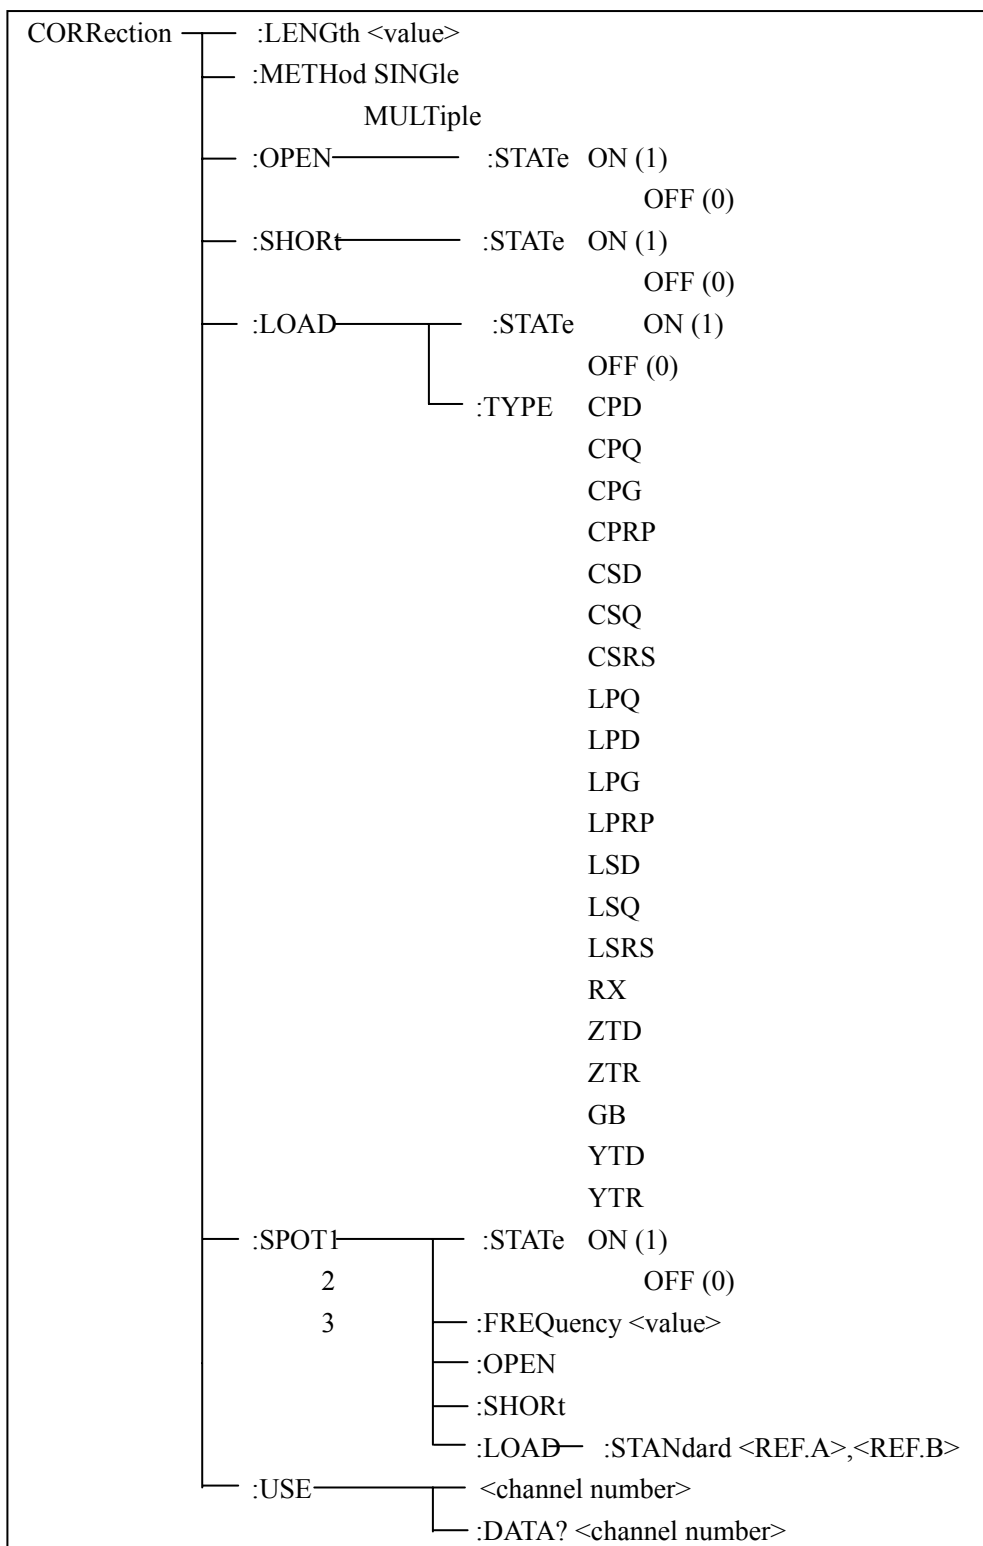 CORRection :LENGth <value>
:METHod SINGle
MULTiple
:OPEN :STATe ON (1)
OFF (0)
:SHORt :STATe ON (1)
OFF (0)
:LOAD :STATe ON (1)
OFF (0)
:TYPE CPD
CPQ
CPG
CPRP
CSD
CSQ
CSRS
LPQ
LPD
LPG
LPRP
LSD
LSQ
LSRS
RX
ZTD
ZTR
GB
YTD
YTR
:SPOT1 :STATe ON (1)
2 OFF (0)
3 :FREQuency <value>
:OPEN
:SHORt
:LOAD :STANdard <REF.A>,<REF.B>
:USE <channel number>
:DATA? <channel number>